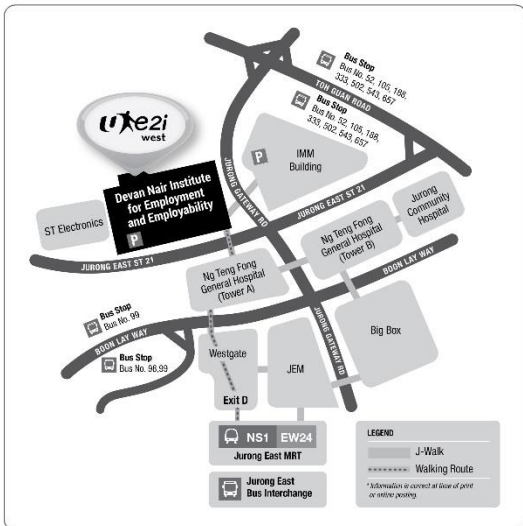 Bus Stop
Bus No. 52, 105, 188,
333, 502, 543, 657
TOH GUAN ROAD
Bus Stop
Bus No. 52, 105, 188,
333, 502, 543, 657
e2i
west
P
IMM
Building
Devan Nair Institute
for Employment
and Employability
P
ST Electronics
JURONG GATEWAY RD
JURONG EAST ST 21
Jurong
Community
Hospital
JURONG EAST ST 21
Ng Teng Fong
General Hospital
(Tower B)
Ng Teng Fong
General Hospital
(Tower A)
BOON LAY WAY
Bus Stop
Bus No. 99
BOON LAY WAY
Bus Stop
Bus No. 98,99
JURONG GATEWAY RD
Big Box
Westgate
JEM
Exit D
NS1 EW24
Jurong East MRT
Jurong East
Bus Interchange
LEGEND
J-Walk
Walking Route
* Information is correct at time of print
or online posting.